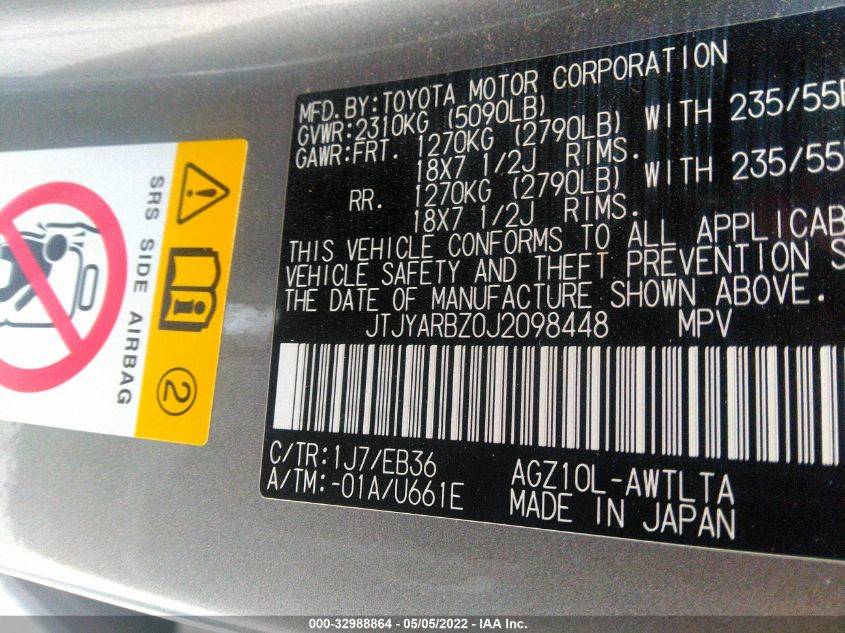 SRS SIDE AIRBAG
2
MFD.BY:TOYOTA MOTOR CORPORATION
GVWR:2310KG (5090LB)
GAWR:FRT. 1270KG (2790LB) WITH 235/55
18X7 1/2J RIMS.
RR. 1270KG (2790LB) WITH 235/55
18X7 1/2J RIMS.
THIS VEHICLE CONFORMS TO ALL APPLICAB
VEHICLE SAFETY AND THEFT PREVENTION S
THE DATE OF MANUFACTURE SHOWN ABOVE.
JTJYARBZ0J2098448 MPV
C/TR:1J7/EB36 AGZ10L-AWTLTA
A/TM:-01A/U661E MADE IN JAPAN
000-32988864 - 05/05/2022 - IAA Inc.